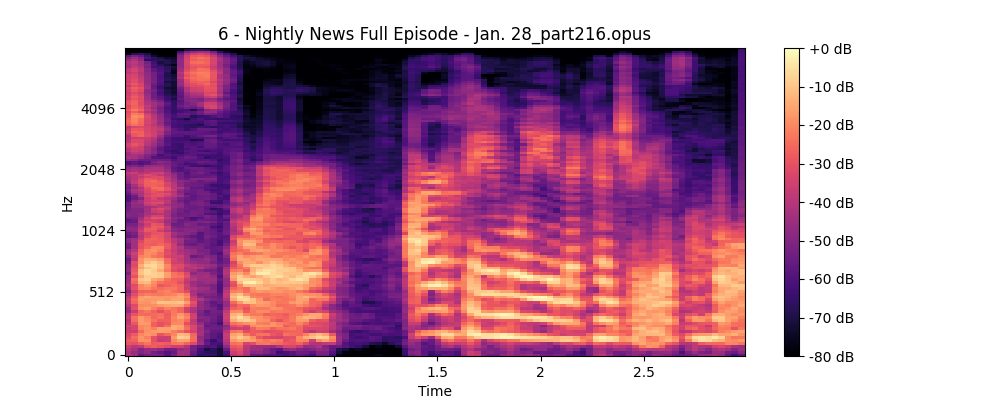 6 - Nightly News Full Episode - Jan. 28_part216.opus
Hz
4096
2048
1024
512
0
0
0.5
1
1.5
2
2.5
Time
+0 dB
-10 dB
-20 dB
-30 dB
-40 dB
-50 dB
-60 dB
-70 dB
-80 dB